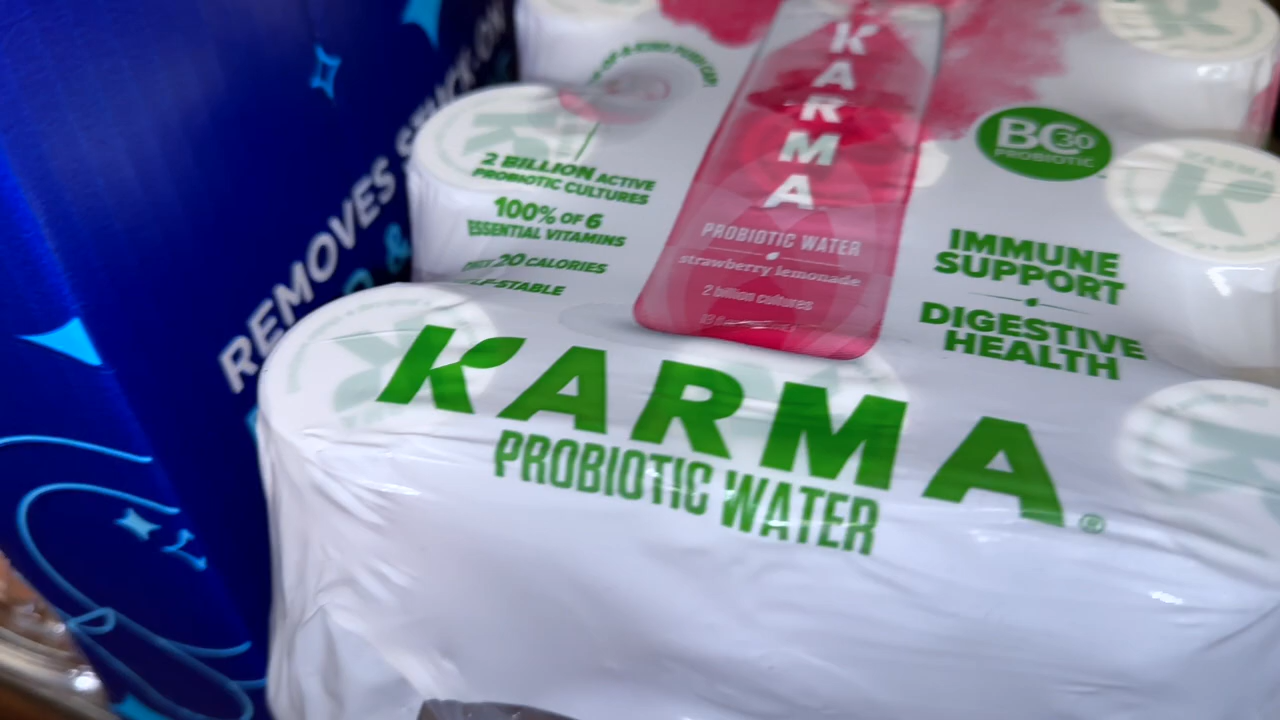 REMOVES
KARMA
PROBIOTIC WATER
strawberry lemonade
2 billion cultures
BC30
PROBIOTIC
2 BILLION ACTIVE
PROBIOTIC CULTURES
100% OF 6
ESSENTIAL VITAMINS
20 CALORIES
IMMUNE
SUPPORT
DIGESTIVE
HEALTH
KARMA®
PROBIOTIC WATER
K
KARMA
K